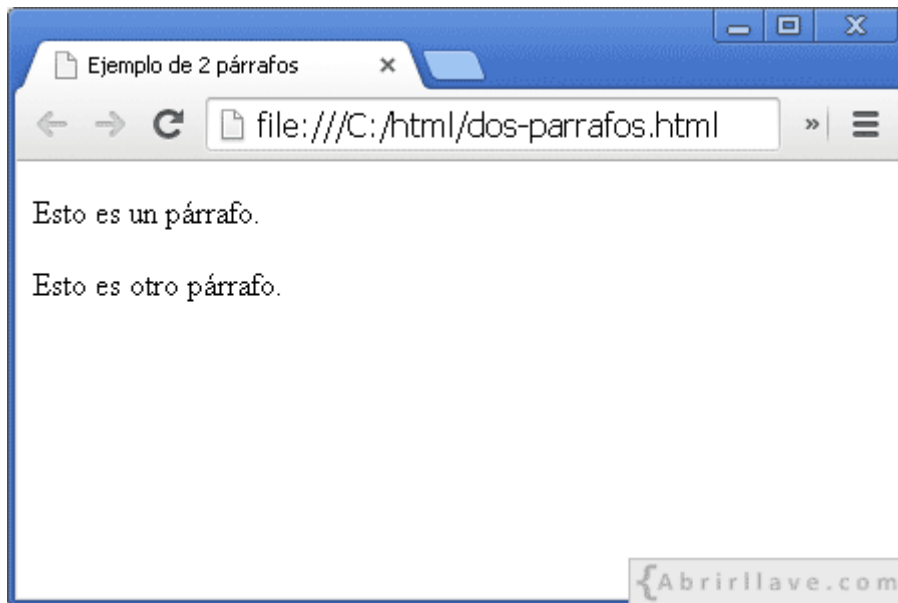 Ejemplo de 2 párrafos
file:///C:/html/dos-parrafos.html
Esto es un párrafo.
Esto es otro párrafo.
{Abrirllave.com